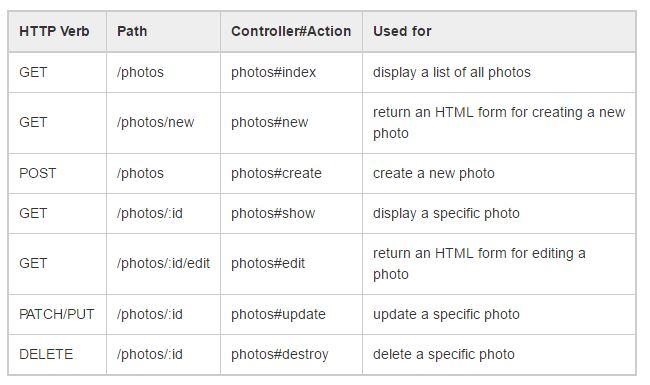 HTTP Verb Path Controller#Action Used for
GET /photos photos#index display a list of all photos
GET /photos/new photos#new return an HTML form for creating a new
photo
POST /photos photos#create create a new photo
GET /photos/:id photos#show display a specific photo
GET /photos/:id/edit photos#edit return an HTML form for editing a
photo
PATCH/PUT /photos/:id photos#update update a specific photo
DELETE /photos/:id photos#destroy delete a specific photo